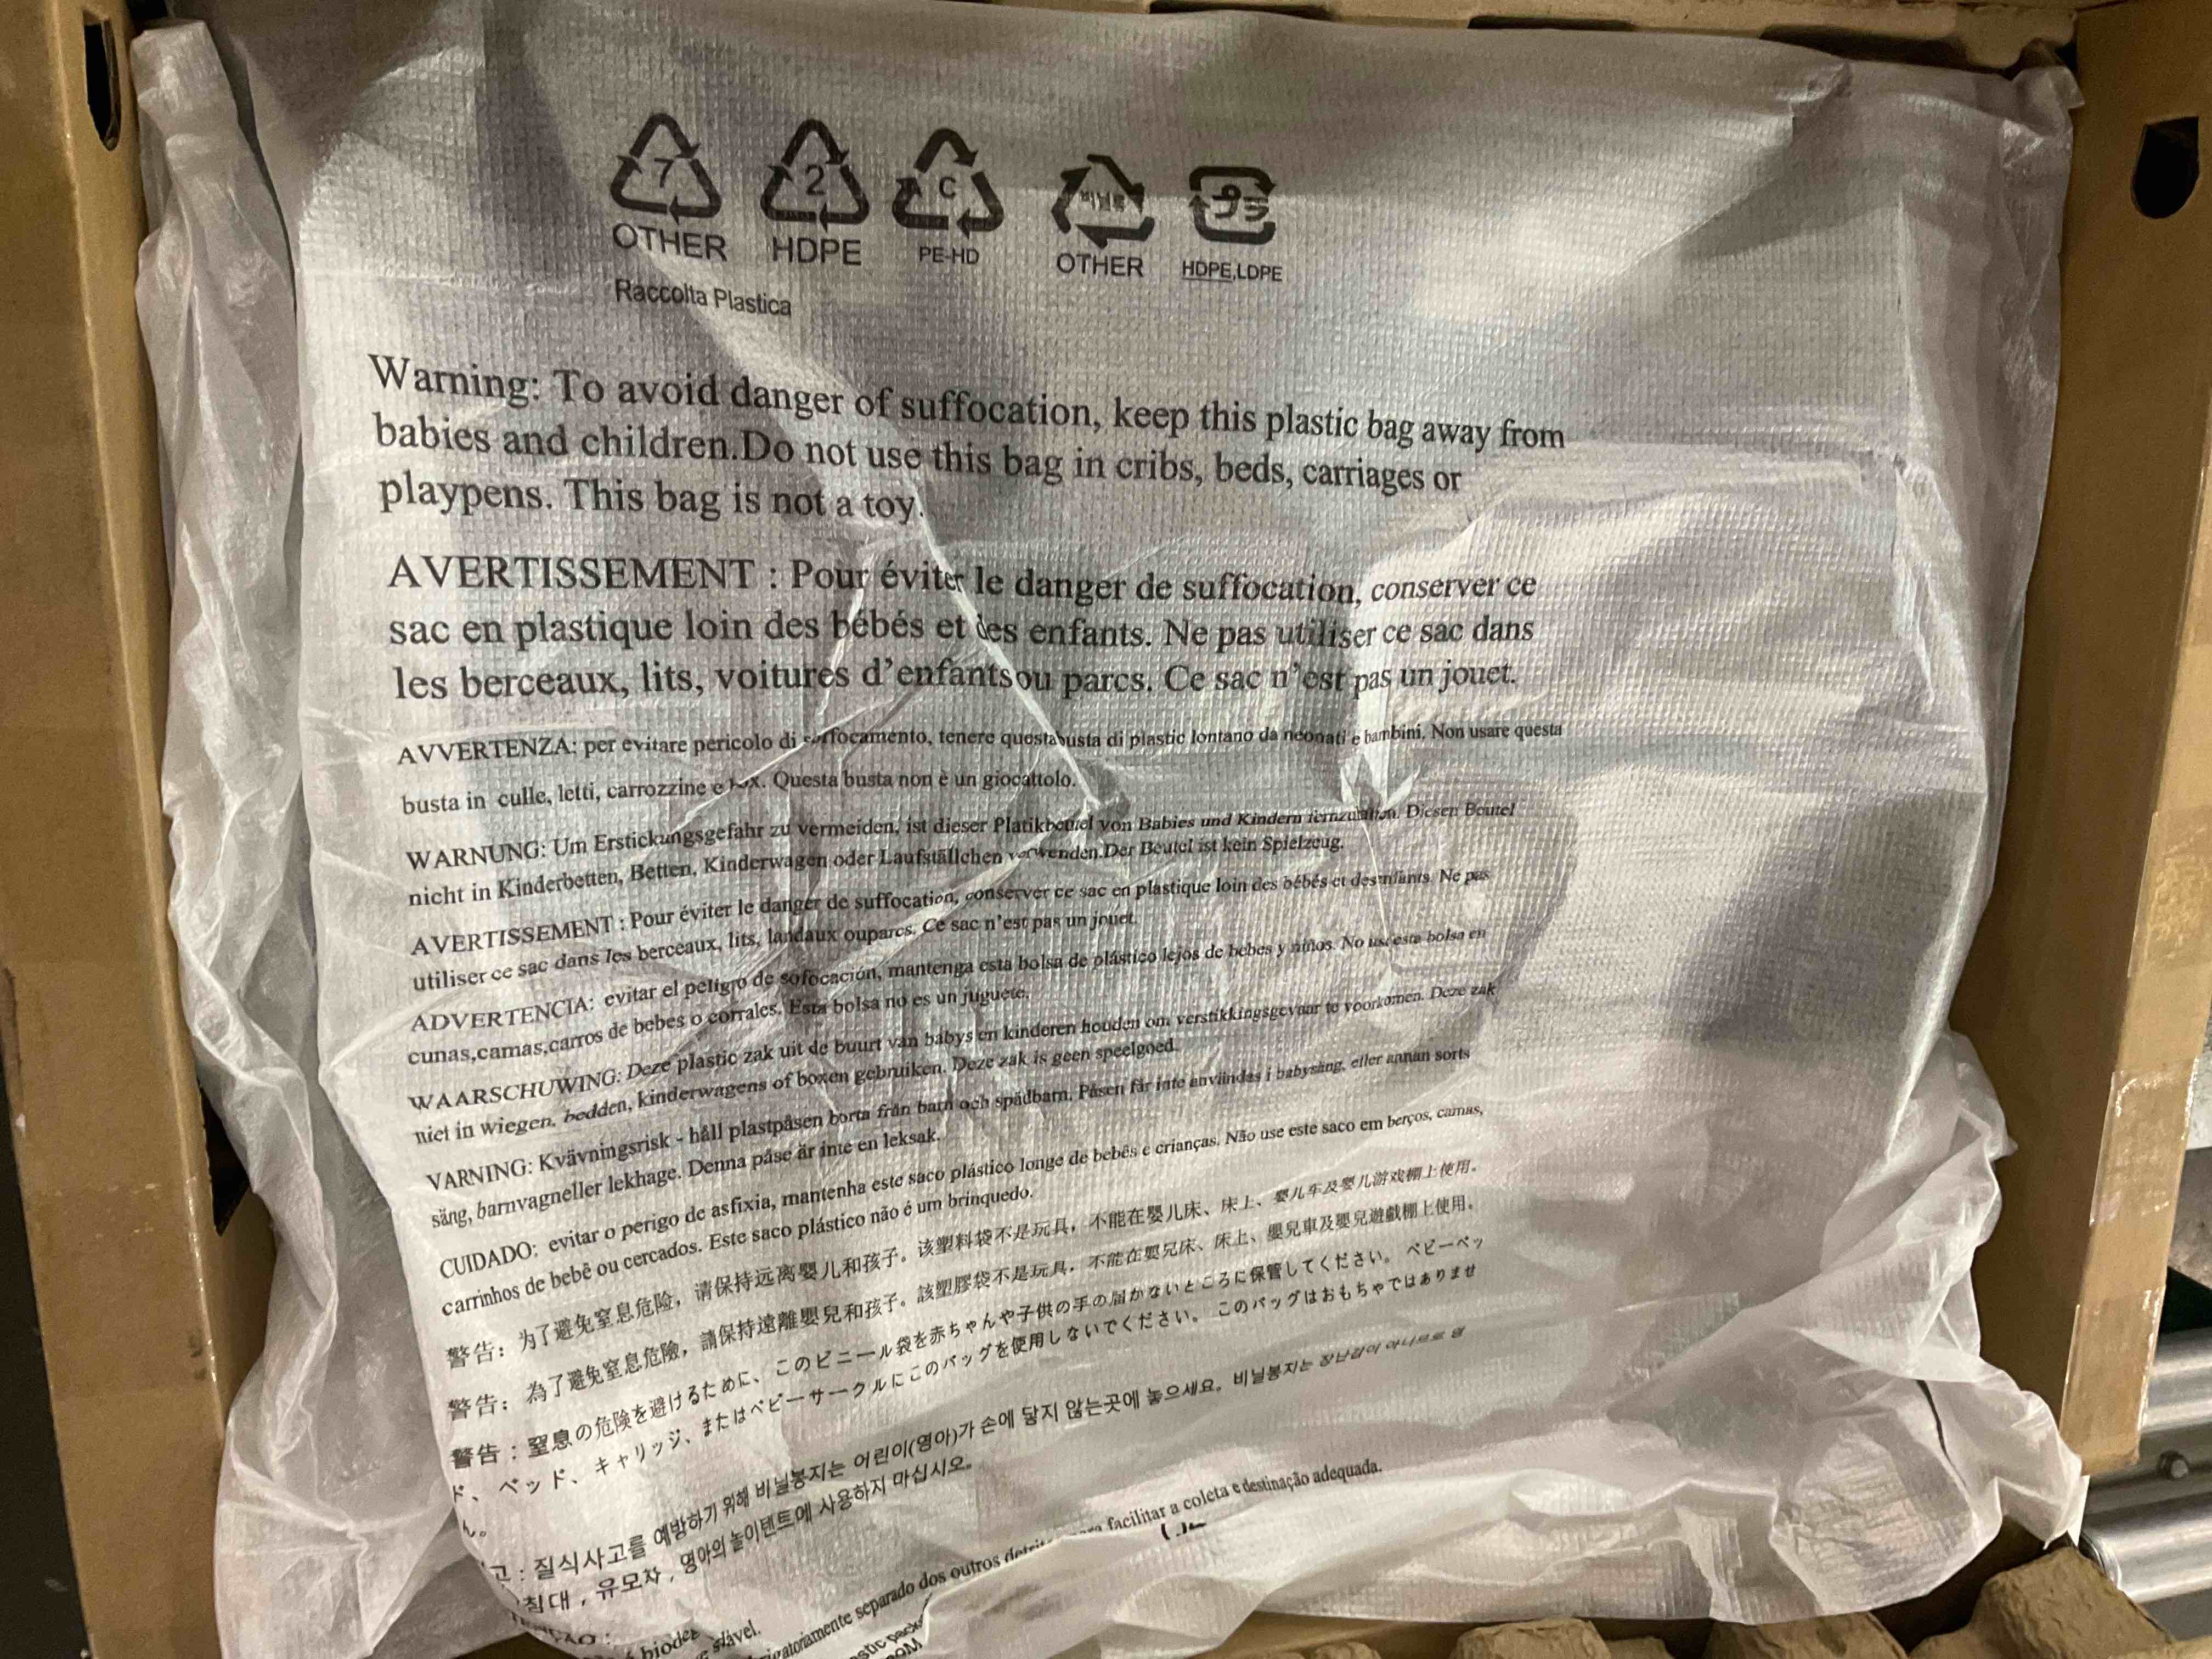 7 2 C 비닐류 プラ
OTHER HDPE PE-HD OTHER HDPE,LDPE
Raccolta Plastica
Warning: To avoid danger of suffocation, keep this plastic bag away from
babies and children.Do not use this bag in cribs, beds, carriages or
playpens. This bag is not a toy.
AVERTISSEMENT : Pour éviter le danger de suffocation, conserver ce
sac en plastique loin des bébés et des enfants. Ne pas utiliser ce sac dans
les berceaux, lits, voitures d’enfantsou parcs. Ce sac n’est pas un jouet.
AVVERTENZA: per evitare pericolo di soffocamento, tenere questabusta di plastic lontano da neonati e bambini. Non usare questa
busta in culle, letti, carrozzine e box. Questa busta non è un giocattolo.
WARNUNG: Um Erstickungsgefahr zu vermeiden, ist dieser Platikbeutel von Babies und Kindern fernzuhalten. Diesen Beutel
nicht in Kinderbetten, Betten, Kinderwagen oder Laufställchen verwenden.Der Beutel ist kein Spielzeug.
AVERTISSEMENT : Pour éviter le danger de suffocation, conserver ce sac en plastique loin des bébés et des Ne pas
utiliser ce sac dans les berceaux, lits, landaux ouparcs. Ce sac n’est pas un jouet.
ADVERTENCIA: evitar el peligro de sofocación, mantenga esta bolsa de plástico lejos de bebes y niños. No use esta bolsa en
cunas,camas,carros de bebes o corrales. Esta bolsa no es un juguete.
WAARSCHUWING: Deze plastic zak uit de buurt van babys en kinderen houden om verstikkingsgevaar te voorkomen. Deze zak
niet in wiegen, bedden, kinderwagens of boxen gebruiken. Deze zak is geen speelgoed.
VARNING: Kvävningsrisk - håll plastpåsen borta från barn och spädbarn. Påsen får inte användas i babysäng, eller annan sorts
säng, barnvagneller lekhage. Denna påse är inte en leksak.
CUIDADO: evitar o perigo de asfixia, mantenha este saco plástico longe de bebês e crianças. Não use este saco em berços, camas,
carrinhos de bebê ou cercados. Este saco plástico não é um brinquedo.
警告：为了避免窒息危险，请保持远离婴儿和孩子。该塑料袋不是玩具，不能在婴儿床、床上、婴儿车及婴儿游戏棚上使用。
警告：為了避免窒息危險，請保持遠離嬰兒和孩子。該塑膠袋不是玩具，不能在嬰兒床、床上、嬰兒車及嬰兒遊戲棚上使用。
警告：窒息の危険を避けるために、このビニール袋を赤ちゃんや子供の手の届かないところに保管してください。 ベビーベッ
ド、ベッド、キャリッジ、またはベビーサークルにこのバッグを使用しないでください。 このバッグはおもちゃではありませ
ん。
고 : 질식사고를 예방하기 위해 비닐봉지는 어린이(영아)가 손에 닿지 않는곳에 놓으세요. 비닐봉지는 장난감이 아니므로
침대 , 유모차 , 영아의 놀이텐트에 사용하지 마십시오.
separado dos outros facilitar a coleta e destinação adequada.